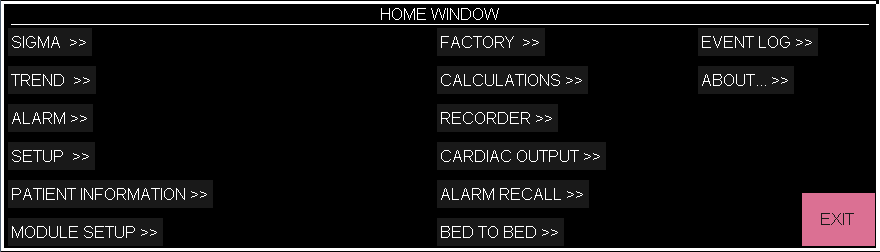 HOME WINDOW
SIGMA >>
FACTORY >>
EVENT LOG >>
TREND >>
CALCULATIONS >>
ABOUT... >>
ALARM >>
RECORDER >>
SETUP >>
CARDIAC OUTPUT >>
PATIENT INFORMATION >>
ALARM RECALL >>
MODULE SETUP >>
BED TO BED >>
EXIT